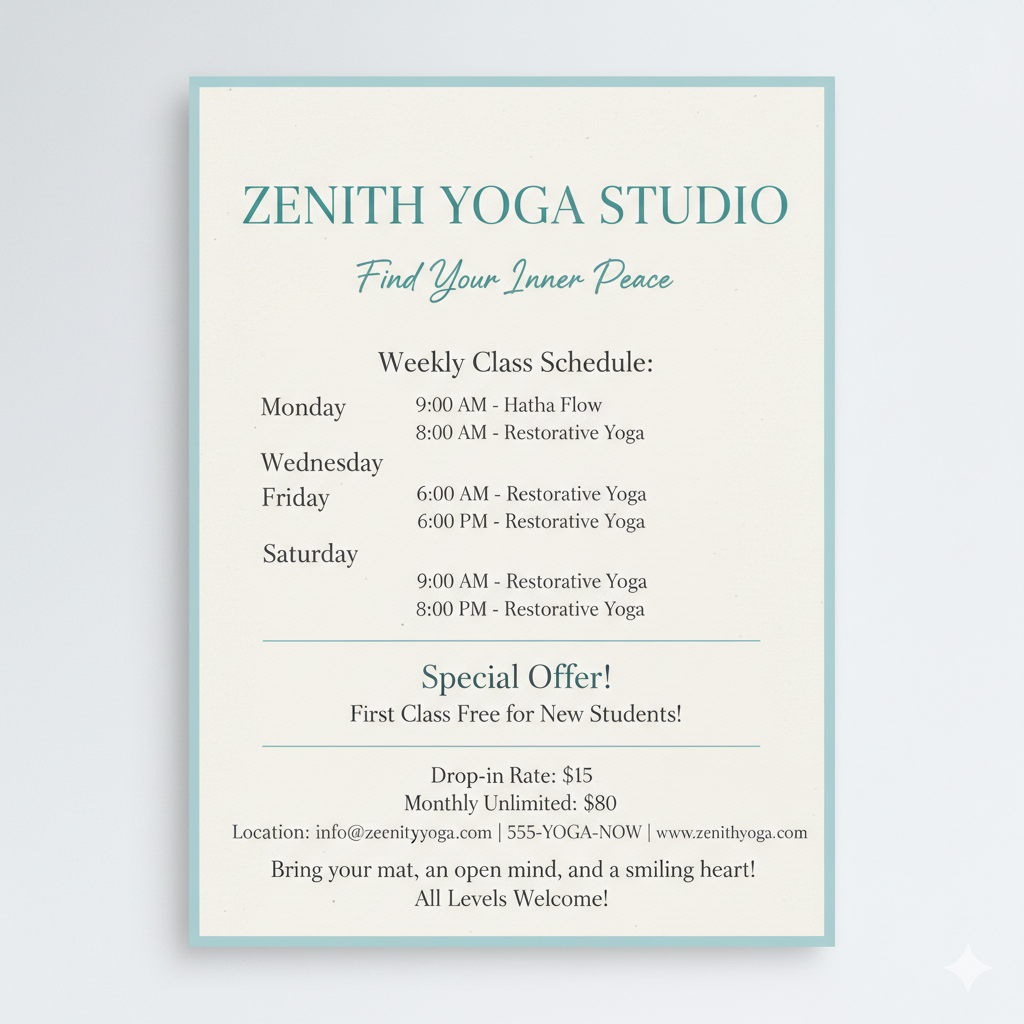 ZENITH YOGA STUDIO
Find Your Inner Peace
Weekly Class Schedule:
Monday 9:00 AM - Hatha Flow
8:00 AM - Restorative Yoga
Wednesday
Friday 6:00 AM - Restorative Yoga
6:00 PM - Restorative Yoga
Saturday
9:00 AM - Restorative Yoga
8:00 PM - Restorative Yoga
Special Offer!
First Class Free for New Students!
Drop-in Rate: $15
Monthly Unlimited: $80
Location: info@zeenityyoga.com | 555-YOGA-NOW | www.zenithyoga.com
Bring your mat, an open mind, and a smiling heart!
All Levels Welcome!